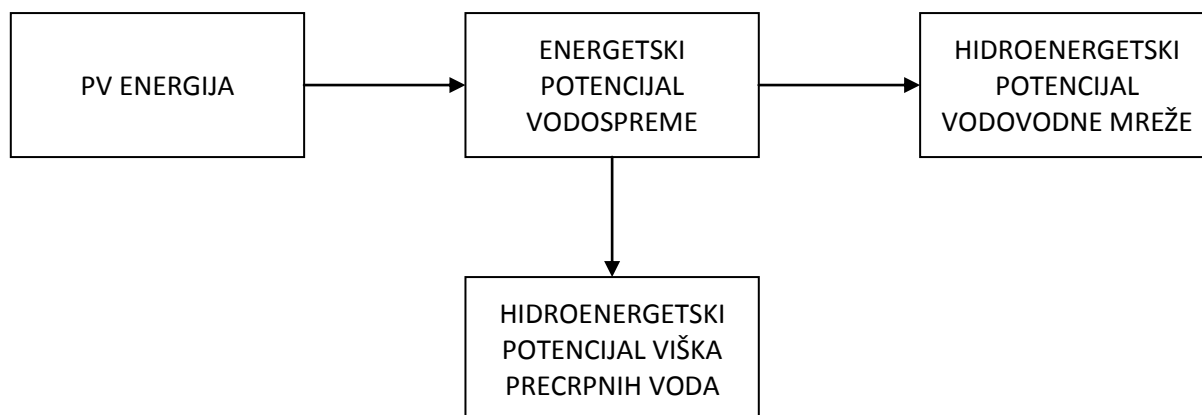 PV ENERGIJA
ENERGETSKI
POTENCIJAL
VODOSPREME
HIDROENERGETSKI
POTENCIJAL
VODOVODNE MREŽE
HIDROENERGETSKI
POTENCIJAL VIŠKA
PRECRPNIH VODA